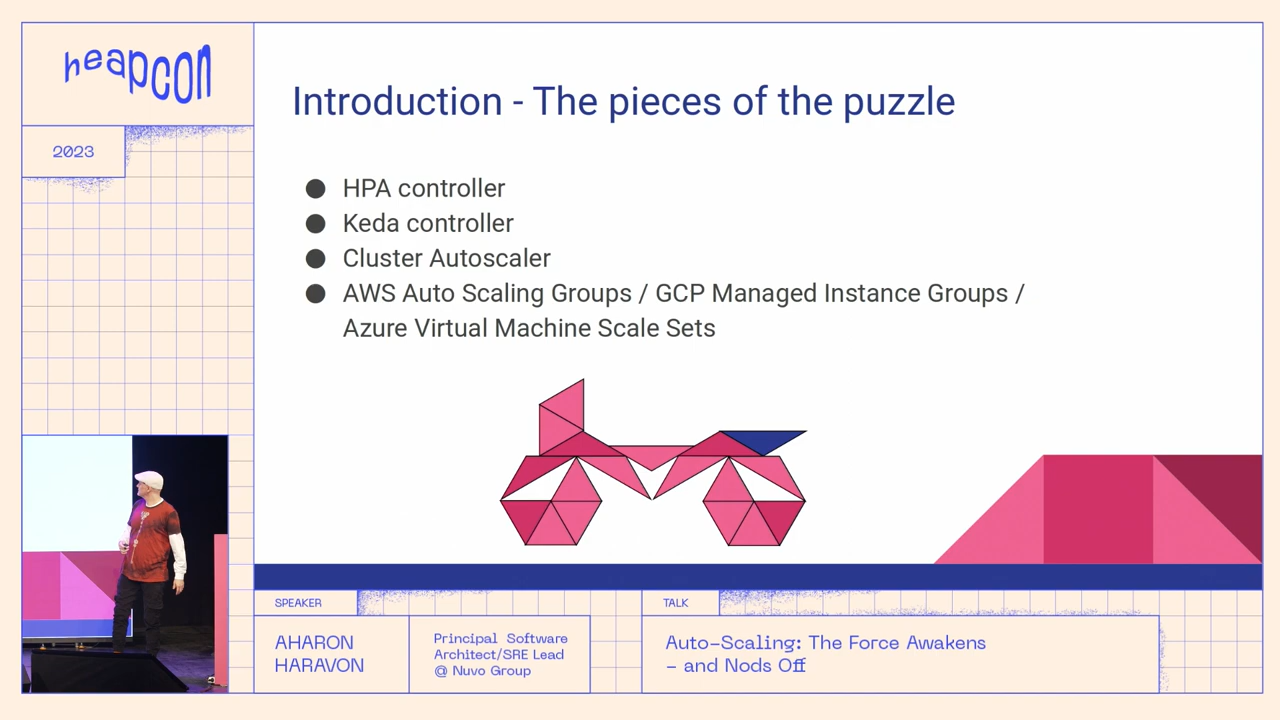 heapcon
2023
Introduction - The pieces of the puzzle
● HPA controller
● Keda controller
● Cluster Autoscaler
● AWS Auto Scaling Groups / GCP Managed Instance Groups /
Azure Virtual Machine Scale Sets
SPEAKER
AHARON
HARAVON
Principal Software
Architect/SRE Lead
@ Nuvo Group
TALK
Auto-Scaling: The Force Awakens
- and Nods Off